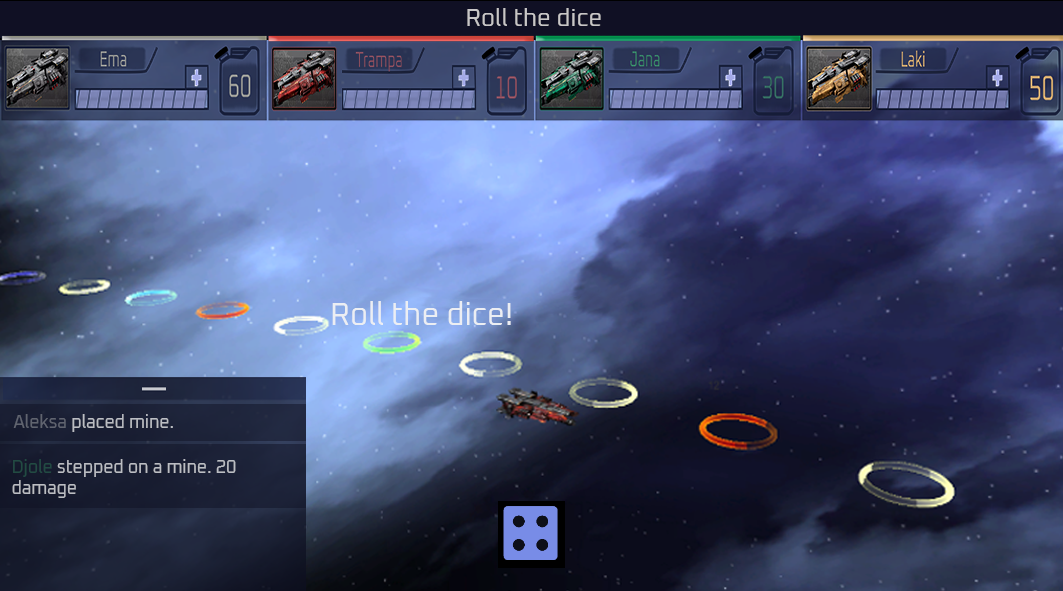 Roll the dice
Ema
60
Trampa
10
Jana
30
Laki
50
Roll the dice!
Aleksa placed mine.
Djole stepped on a mine. 20
damage